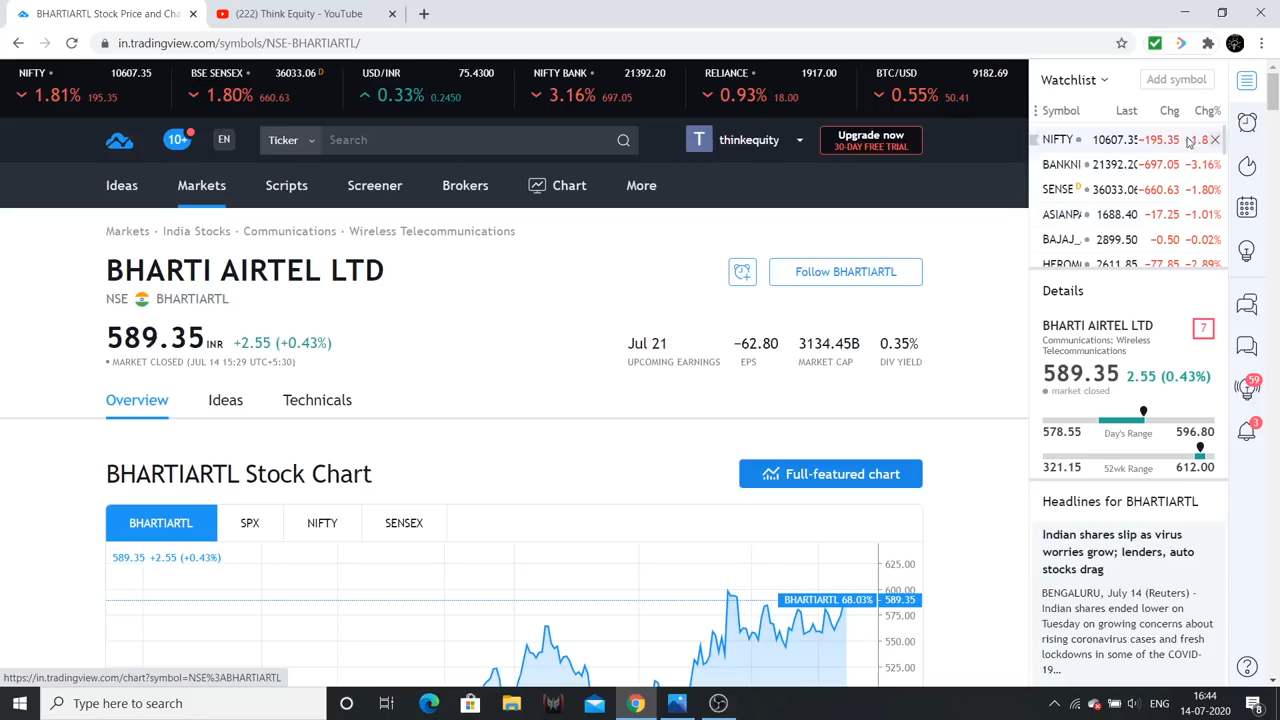 BHARTIARTL Stock Price and Cha
(222) Think Equity - YouTube
in.tradingview.com/symbols/NSE-BHARTIARTL/
NIFTY 10607.35
1.81% 195.35
BSE SENSEX 36033.06 D
1.80% 660.63
USD/INR 75.4300
0.33% 0.2450
NIFTY BANK 21392.20
3.16% 697.05
RELIANCE 1917.00
0.93% 18.00
BTC/USD 9182.69
0.55% 50.41
10+ EN Ticker Search T thinkequity Upgrade now
30-DAY FREE TRIAL
Ideas Markets Scripts Screener Brokers Chart More
Markets · India Stocks · Communications · Wireless Telecommunications
BHARTI AIRTEL LTD
Follow BHARTIARTL
NSE BHARTIARTL
589.35 INR +2.55 (+0.43%)
• MARKET CLOSED (JUL 14 15:29 UTC+5:30)
Jul 21 −62.80 3134.45B 0.35%
UPCOMING EARNINGS EPS MARKET CAP DIV YIELD
Overview Ideas Technicals
BHARTIARTL Stock Chart
Full-featured chart
BHARTIARTL SPX NIFTY SENSEX
589.35 +2.55 (+0.43%)
625.00
600.00
BHARTIARTL 68.03% 589.35
575.00
550.00
525.00
https://in.tradingview.com/chart?symbol=NSE%3ABHARTIARTL
Watchlist Add symbol
Symbol Last Chg Chg%
NIFTY 10607.35 −195.35
BANKNI 21392.20 −697.05 −3.16%
SENSE D 36033.06 −660.63 −1.80%
ASIANPA 1688.40 −17.25 −1.01%
BAJAJ_ 2899.50 −0.50 −0.02%
HEROM 2611.85 −77.85 −2.89%
Details
BHARTI AIRTEL LTD 7
Communications: Wireless
Telecommunications
589.35 2.55 (0.43%)
market closed
578.55 Day's Range 596.80
321.15 52wk Range 612.00
Headlines for BHARTIARTL
Indian shares slip as virus
worries grow; lenders, auto
stocks drag
BENGALURU, July 14 (Reuters) -
Indian shares ended lower on
Tuesday on growing concerns about
rising coronavirus cases and fresh
lockdowns in some of the COVID-
19...
59
3
Type here to search
ENG
16:44
14-07-2020
8